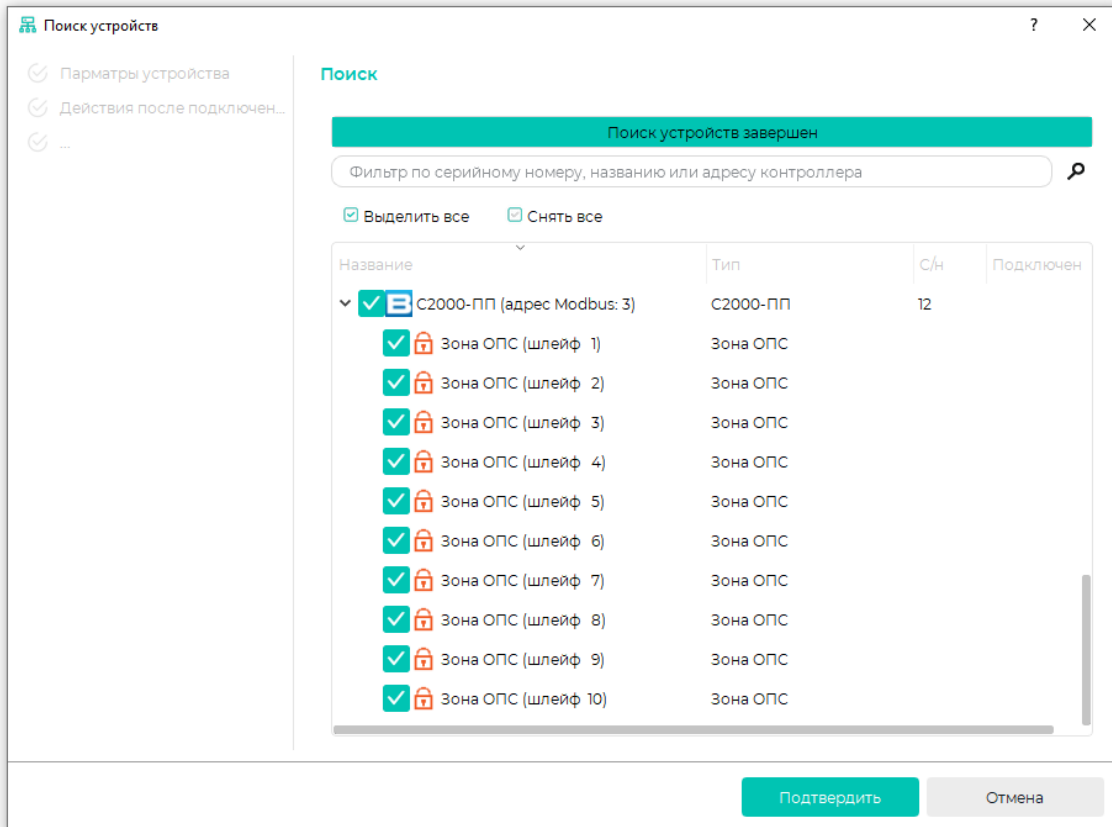 Поиск устройств
?
Парматры устройства
Действия после подключен...
...
Поиск
Поиск устройств завершен
Фильтр по серийному номеру, названию или адресу контроллера
Выделить все Снять все
Название Тип С/н Подключен
С2000-ПП (адрес Modbus: 3) С2000-ПП 12
Зона ОПС (шлейф 1) Зона ОПС
Зона ОПС (шлейф 2) Зона ОПС
Зона ОПС (шлейф 3) Зона ОПС
Зона ОПС (шлейф 4) Зона ОПС
Зона ОПС (шлейф 5) Зона ОПС
Зона ОПС (шлейф 6) Зона ОПС
Зона ОПС (шлейф 7) Зона ОПС
Зона ОПС (шлейф 8) Зона ОПС
Зона ОПС (шлейф 9) Зона ОПС
Зона ОПС (шлейф 10) Зона ОПС
Подтвердить Отмена